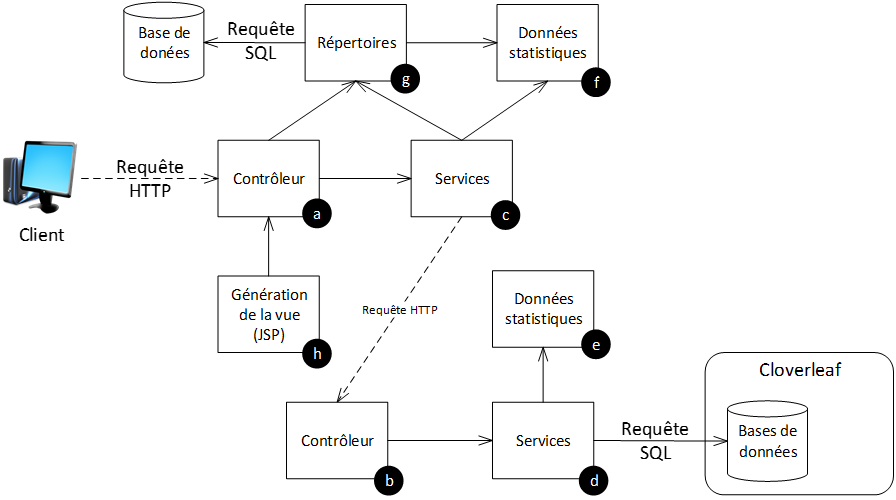 Base de
donées
Requête
SQL
Répertoires
g
Données
statistiques
f
Requête
HTTP
Contrôleur
a
Services
c
Client
Génération
de la vue
(JSP)
h
Requête HTTP
Données
statistiques
e
Contrôleur
b
Services
d
Requête
SQL
Cloverleaf
Bases de
données